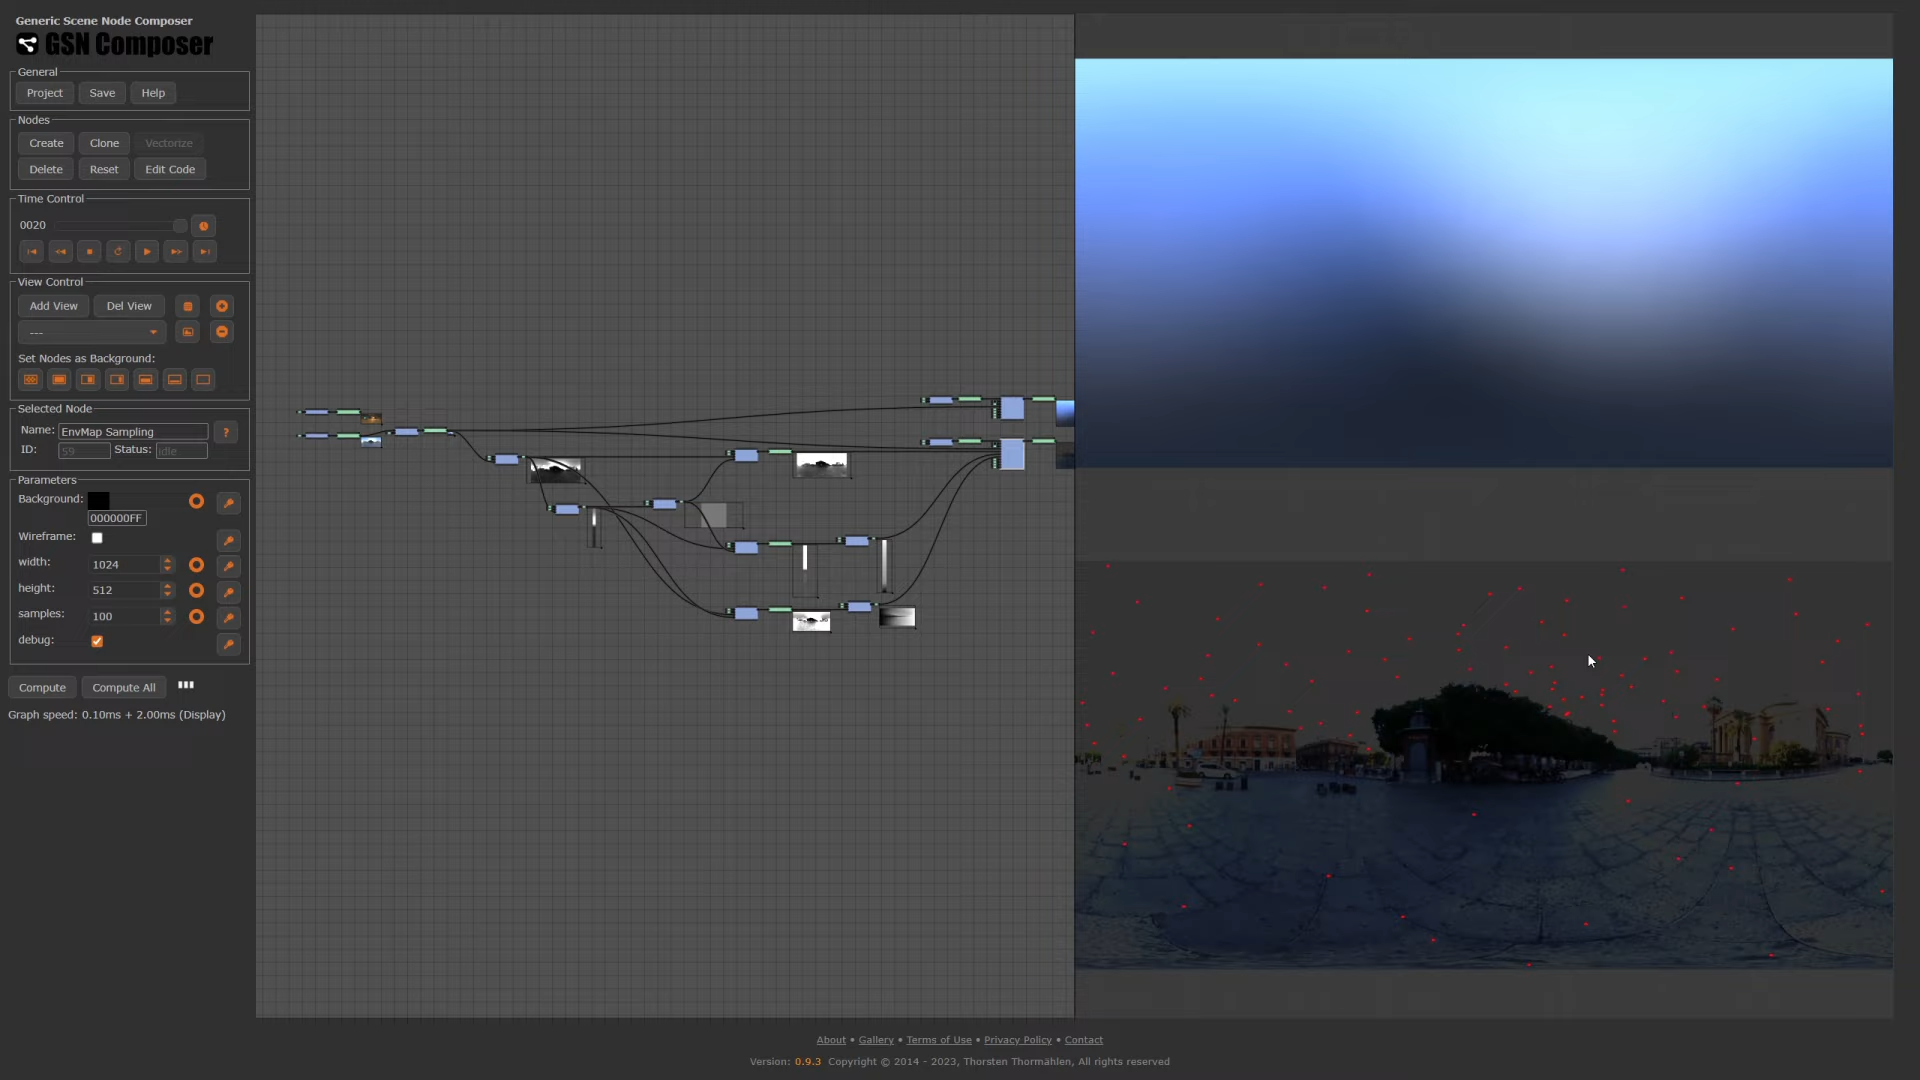 Generic Scene Node Composer
GSN Composer
General
Project Save Help
Nodes
Create Clone Vectorize
Delete Reset Edit Code
Time Control
0020
View Control
Add View Del View
---
Set Nodes as Background:
Selected Node
Name: EnvMap Sampling ?
ID: 59 Status: idle
Parameters
Background:
000000FF
Wireframe:
width: 1024
height: 512
samples: 100
debug:
Compute Compute All
Graph speed: 0.10ms + 2.00ms (Display)
About • Gallery • Terms of Use • Privacy Policy • Contact
Version: 0.9.3 Copyright © 2014 - 2023, Thorsten Thormählen, All rights reserved